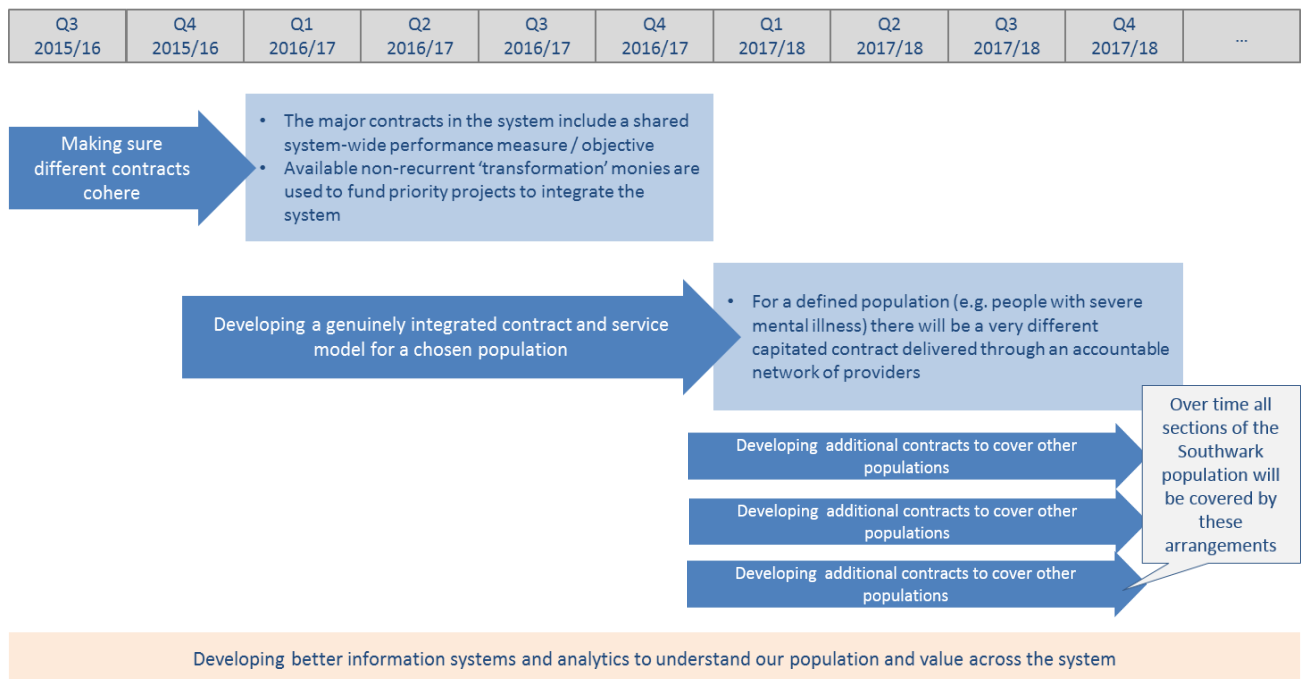 Q3 Q4 Q1 Q2 Q3 Q4 Q1 Q2 Q3 Q4 ...
2015/16 2015/16 2016/17 2016/17 2016/17 2016/17 2017/18 2017/18 2017/18 2017/18
Making sure
different contracts
cohere
• The major contracts in the system include a shared
system-wide performance measure / objective
• Available non-recurrent ‘transformation’ monies are
used to fund priority projects to integrate the
system
Developing a genuinely integrated contract and service
model for a chosen population
• For a defined population (e.g. people with severe
mental illness) there will be a very different
capitated contract delivered through an accountable
network of providers
Developing additional contracts to cover other
populations
Developing additional contracts to cover other
populations
Developing additional contracts to cover other
populations
Over time all
sections of the
Southwark
population will
be covered by
these
arrangements
Developing better information systems and analytics to understand our population and value across the system